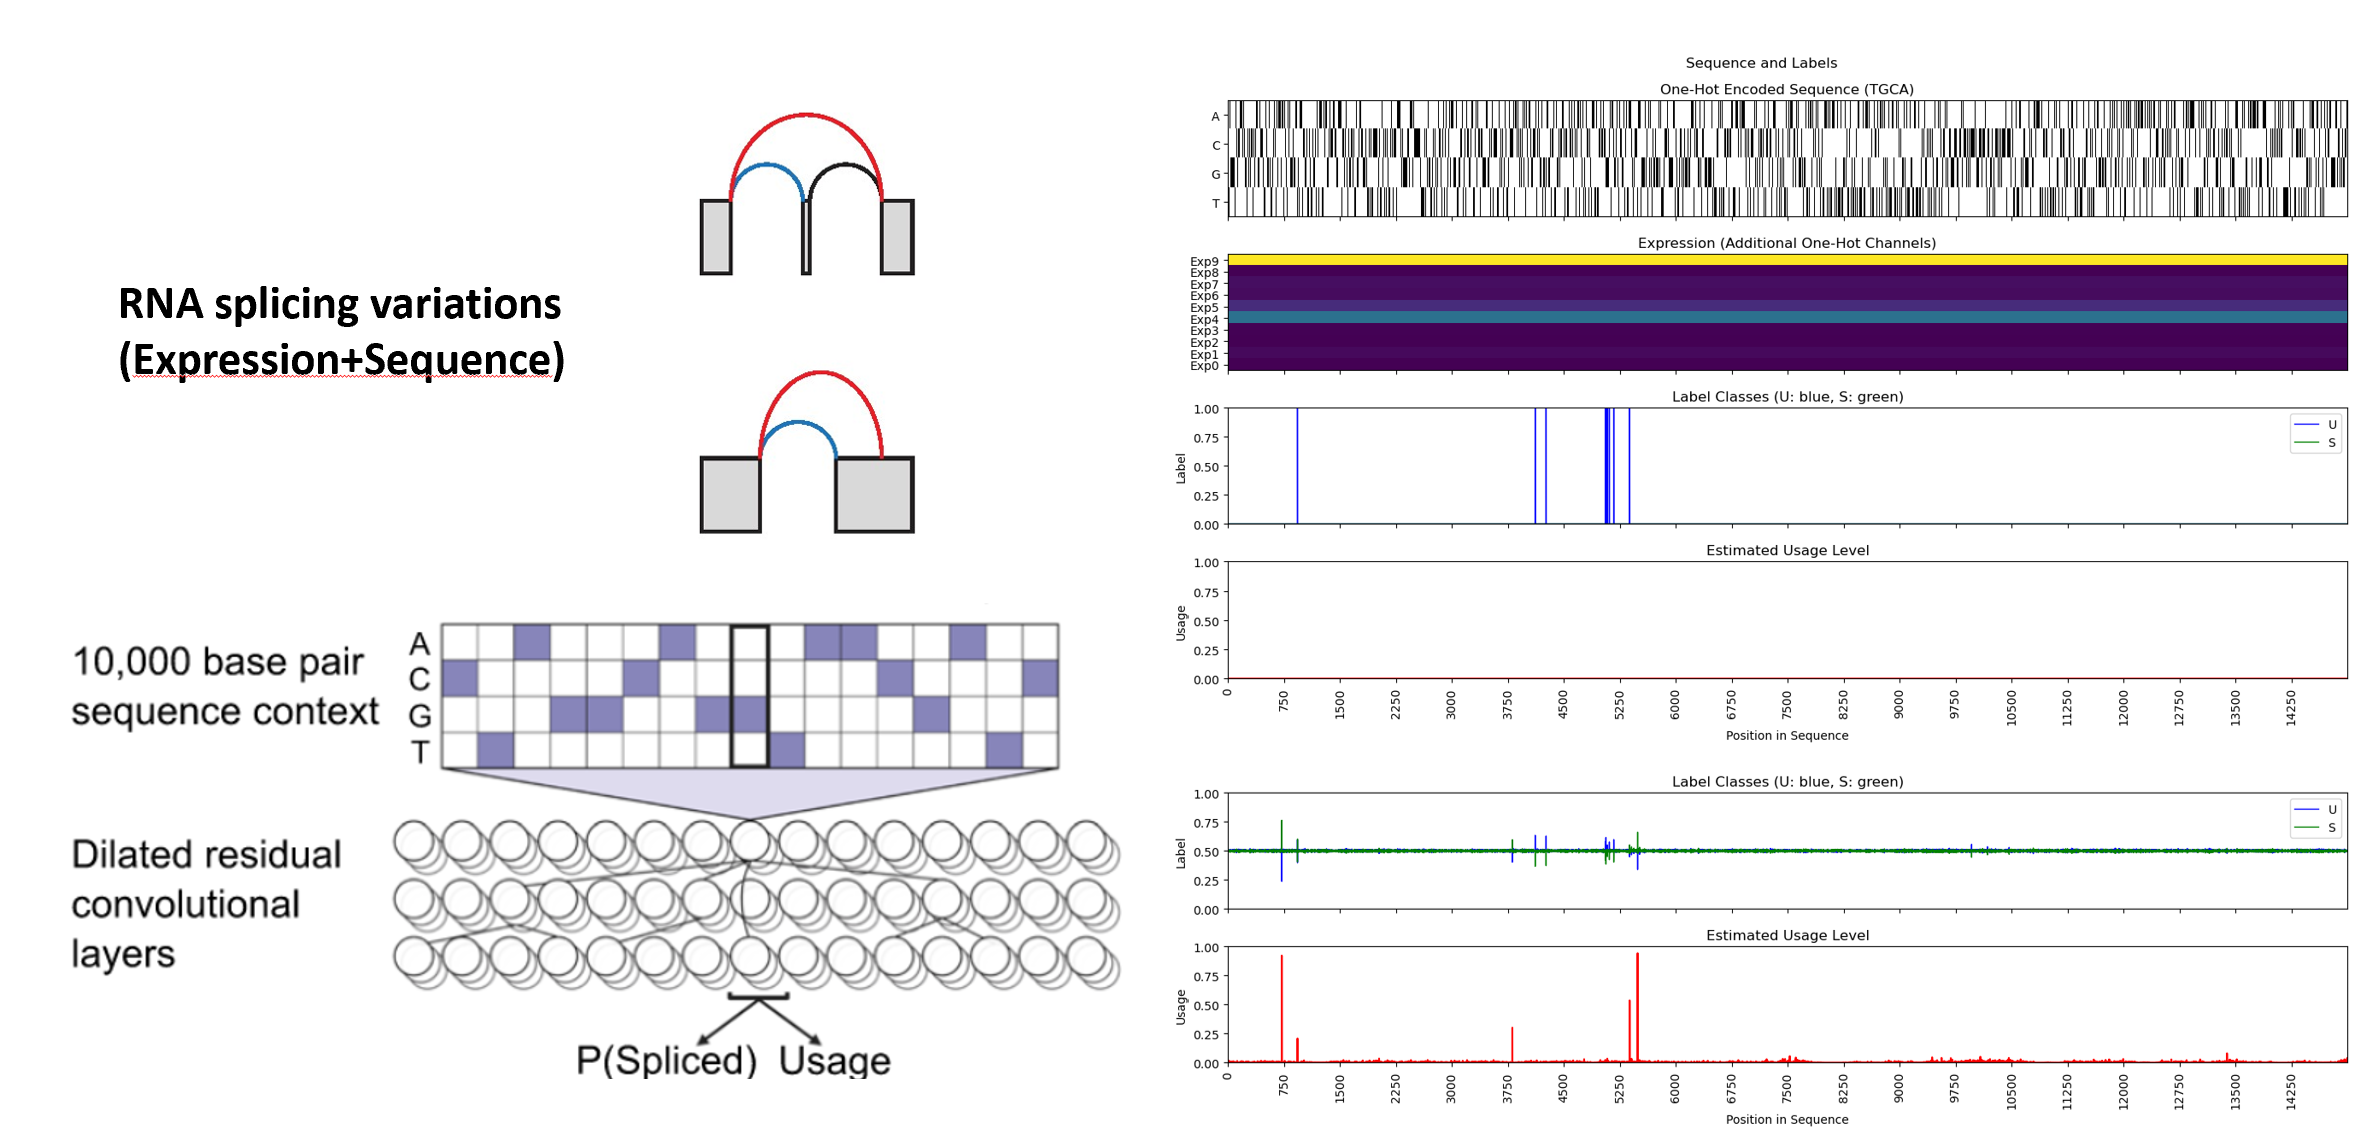 RNA splicing variations
(Expression+Sequence)
10,000 base pair
sequence context
A
C
G
T
Dilated residual
convolutional
layers
P(Spliced) Usage
Sequence and Labels
One-Hot Encoded Sequence (TGCA)
A
C
G
T
Expression (Additional One-Hot Channels)
Exp9
Exp8
Exp7
Exp6
Exp5
Exp4
Exp3
Exp2
Exp1
Exp0
Label Classes (U: blue, S: green)
1.00
0.75
0.50
0.25
0.00
Label
U
S
Estimated Usage Level
1.00
0.75
0.50
0.25
0.00
Usage
0 750 1500 2250 3000 3750 4500 5250 6000 6750 7500 8250 9000 9750 10500 11250 12000 12750 13500 14250
Position in Sequence
Label Classes (U: blue, S: green)
1.00
0.75
0.50
0.25
0.00
Label
U
S
Estimated Usage Level
1.00
0.75
0.50
0.25
0.00
Usage
0 750 1500 2250 3000 3750 4500 5250 6000 6750 7500 8250 9000 9750 10500 11250 12000 12750 13500 14250
Position in Sequence